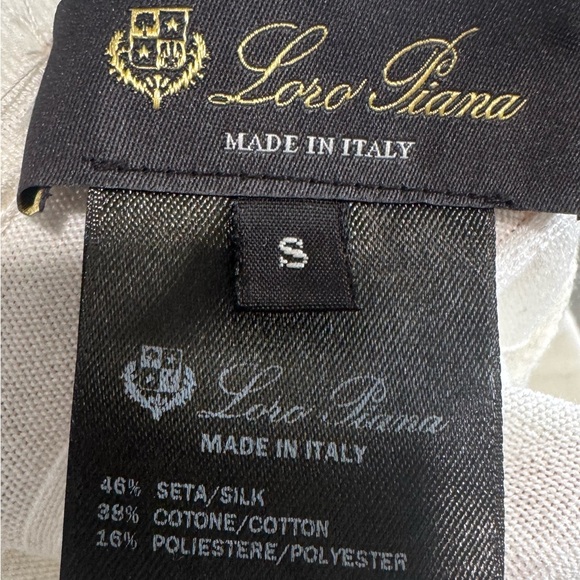 Loro Piana
MADE IN ITALY
S
Loro Piana
MADE IN ITALY
46% SETA/SILK
38% COTONE/COTTON
16% POLIESTERE/POLYESTER